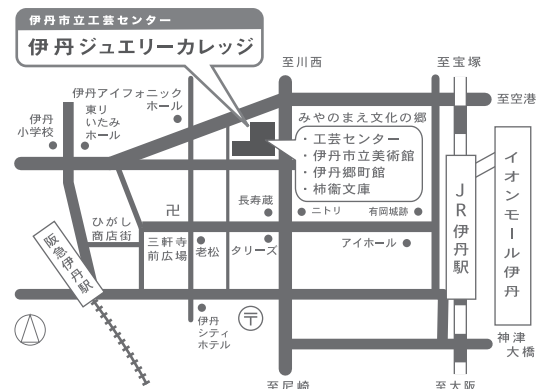 伊丹市立工芸センター
伊丹ジュエリーカレッジ
至川西
至宝塚
至空港
伊丹アイフォニック
ホール
東リ
いたみ
ホール
伊丹
小学校
みやのまえ文化の郷
・工芸センター
・伊丹市立美術館
・伊丹郷町館
・柿衞文庫
イオンモール伊丹
JR伊丹駅
長寿蔵
卍
ニトリ
有岡城跡
ひがし
商店街
三軒寺
前広場
老松
タリーズ
アイホール
阪急伊丹駅
伊丹
シティ
ホテル
〒
神津
大橋
至尼崎
至大阪